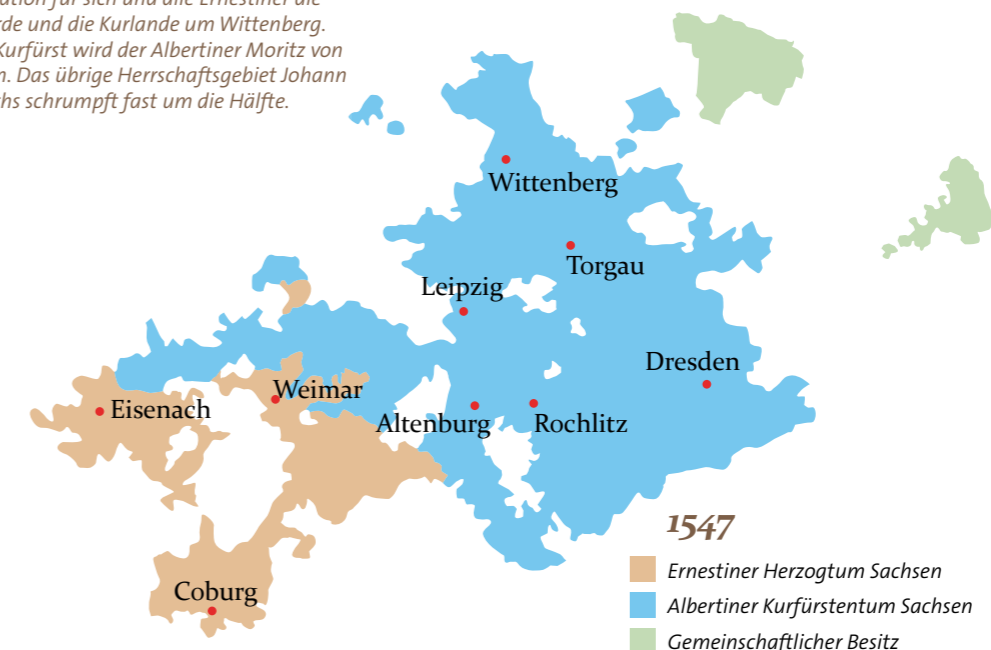 und die Kurlande um Wittenberg.
Kurfürst wird der Albertiner Moritz von
Das übrige Herrschaftsgebiet Johann
schrumpft fast um die Hälfte.
Wittenberg
Torgau
Leipzig
Dresden
Weimar
Eisenach
Altenburg
Rochlitz
Coburg
1547
Ernestiner Herzogtum Sachsen
Albertiner Kurfürstentum Sachsen
Gemeinschaftlicher Besitz